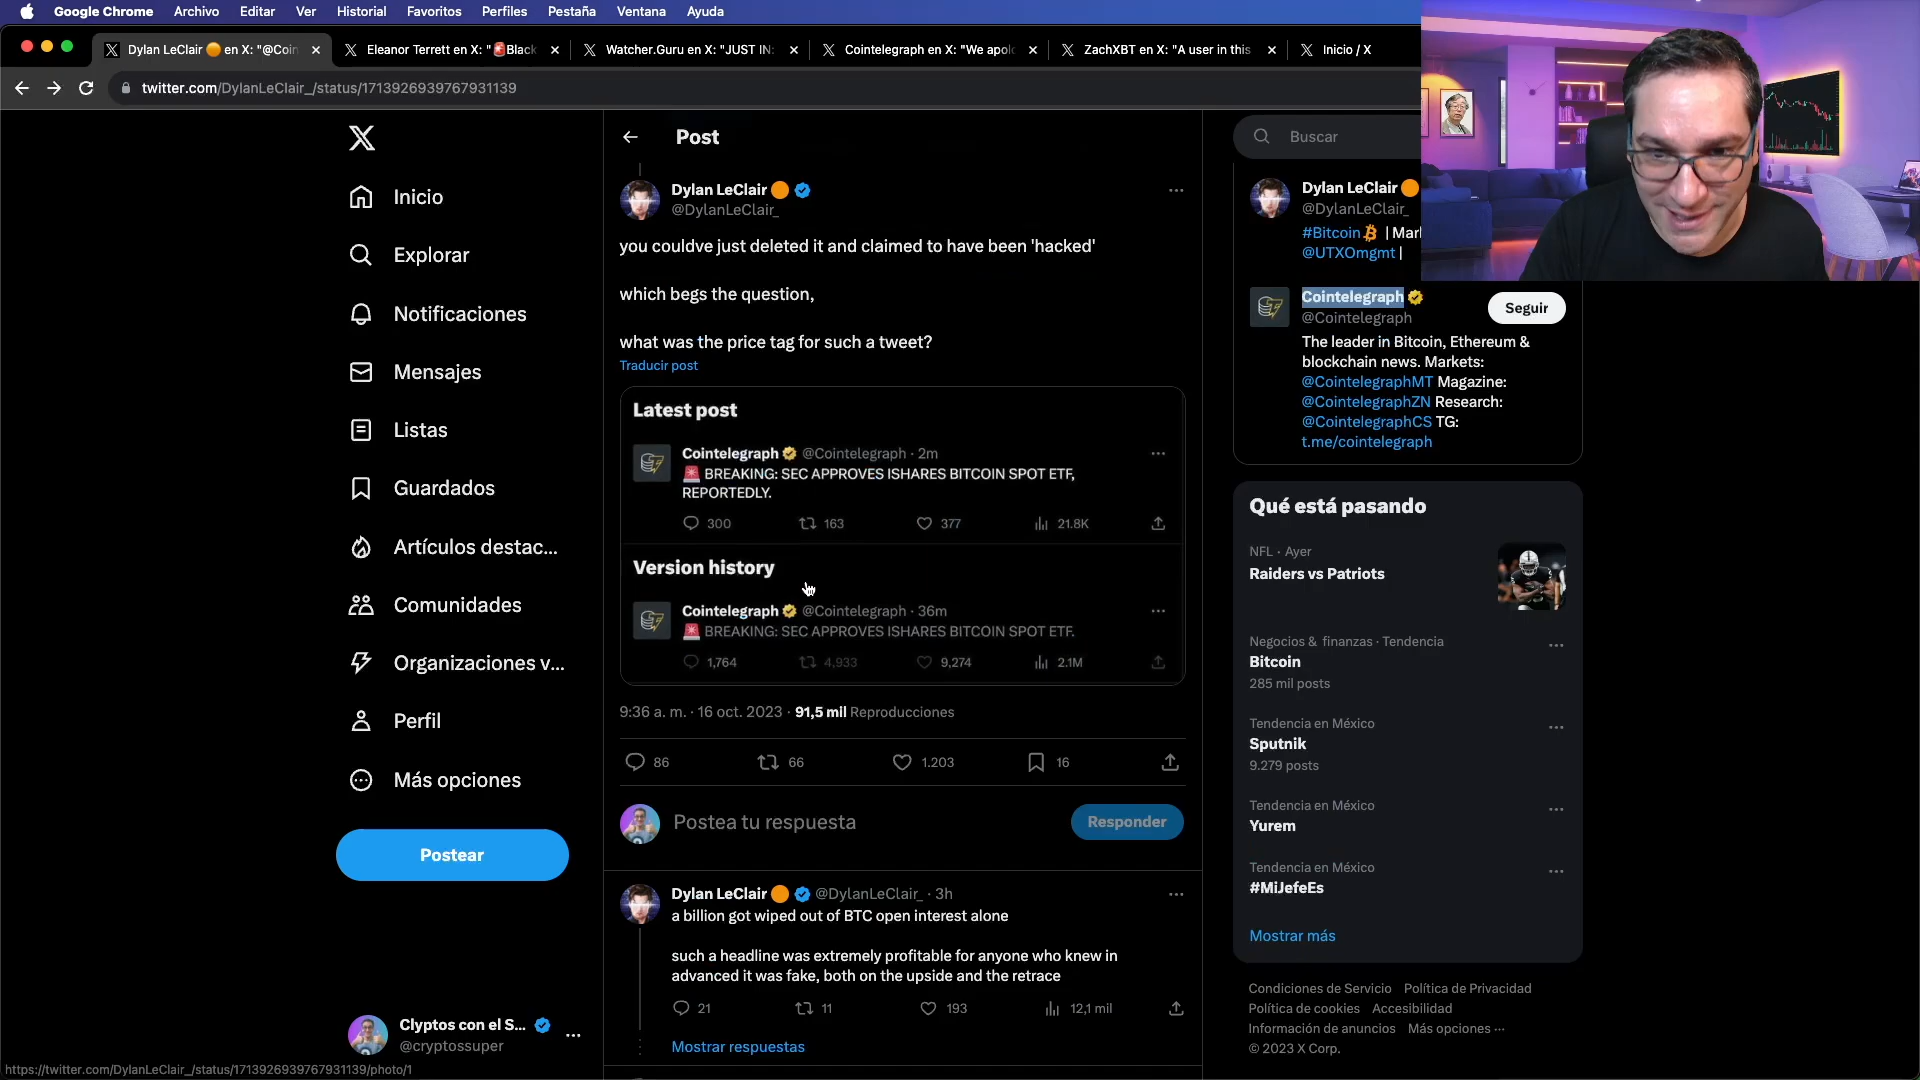 Google Chrome Archivo Editar Ver Historial Favoritos Perfiles Pestaña Ventana Ayuda
Dylan LeClair 🟠 en X: "@Coin
Eleanor Terrett en X: "🚨Black
Watcher.Guru en X: "JUST IN:
Cointelegraph en X: "We apolo
ZachXBT en X: "A user in this
Inicio / X
twitter.com/DylanLeClair_/status/1713926939767931139
Inicio
Explorar
Notificaciones
Mensajes
Listas
Guardados
Artículos destac...
Comunidades
Organizaciones v...
Perfil
Más opciones
Postear
Clyptos con el S...
@cryptossuper
https://twitter.com/DylanLeClair_/status/1713926939767931139/photo/1
Post
Dylan LeClair 🟠
@DylanLeClair_
you couldve just deleted it and claimed to have been 'hacked'
which begs the question,
what was the price tag for such a tweet?
Traducir post
Latest post
Cointelegraph @Cointelegraph · 2m
🚨 BREAKING: SEC APPROVES ISHARES BITCOIN SPOT ETF,
REPORTEDLY.
300 163 377 21.8K
Version history
Cointelegraph @Cointelegraph · 36m
🚨 BREAKING: SEC APPROVES ISHARES BITCOIN SPOT ETF.
1,764 4,933 9,274 2.1M
9:36 a. m. · 16 oct. 2023 · 91,5 mil Reproducciones
86 66 1.203 16
Postea tu respuesta
Responder
Dylan LeClair 🟠 @DylanLeClair_ · 3h
a billion got wiped out of BTC open interest alone
such a headline was extremely profitable for anyone who knew in
advanced it was fake, both on the upside and the retrace
21 11 193 12,1 mil
Mostrar respuestas
Buscar
Dylan LeClair 🟠
@DylanLeClair_
#Bitcoin | Mar
@UTXOmgmt |
Cointelegraph
@Cointelegraph
Seguir
The leader in Bitcoin, Ethereum &
blockchain news. Markets:
@CointelegraphMT Magazine:
@CointelegraphZN Research:
@CointelegraphCS TG:
t.me/cointelegraph
Qué está pasando
NFL · Ayer
Raiders vs Patriots
Negocios & finanzas · Tendencia
Bitcoin
285 mil posts
Tendencia en México
Sputnik
9.279 posts
Tendencia en México
Yurem
Tendencia en México
#MiJefeEs
Mostrar más
Condiciones de Servicio Política de Privacidad
Política de cookies Accesibilidad
Información de anuncios Más opciones ···
© 2023 X Corp.